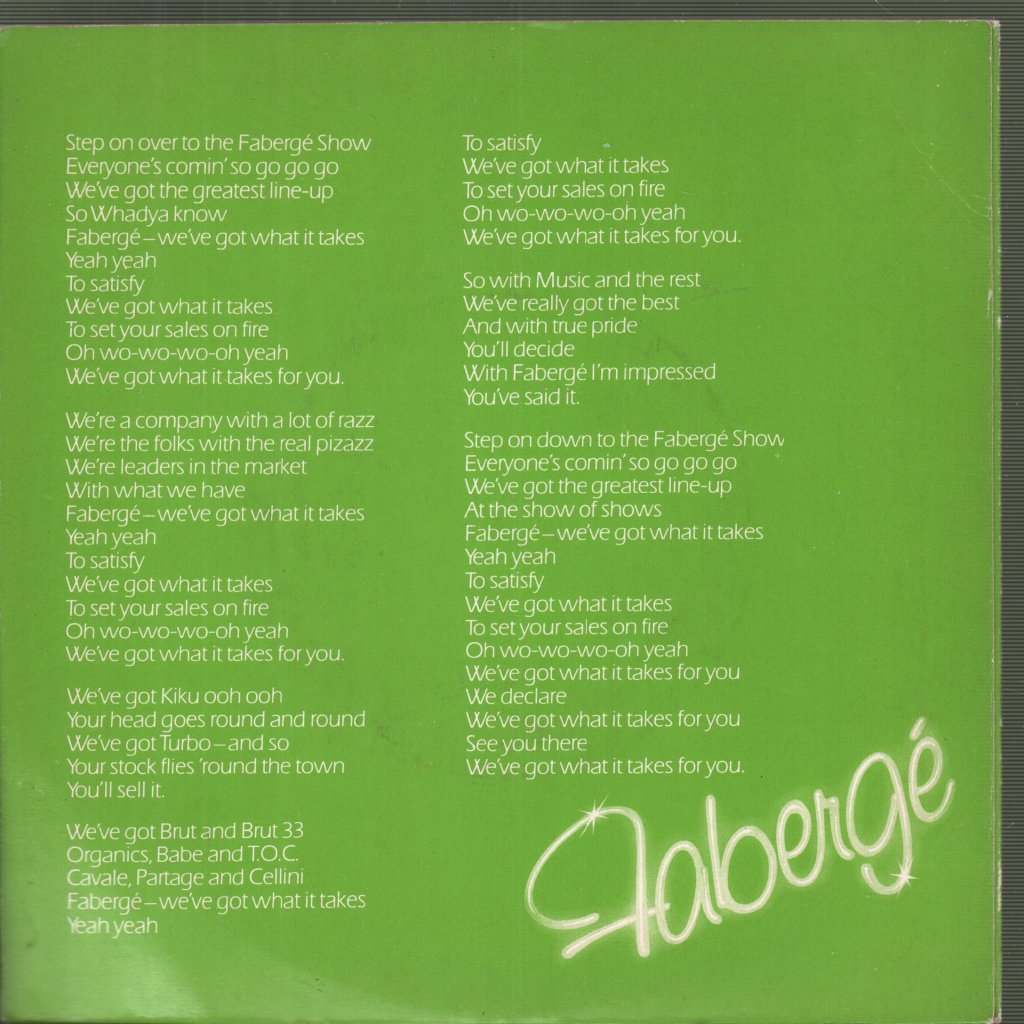 Step on over to the Fabergé Show
Everyone's comin' so go go go
We've got the greatest line-up
So Whadya know
Fabergé – we've got what it takes
Yeah yeah
To satisfy
We've got what it takes
To set your sales on fire
Oh wo-wo-wo-oh yeah
We've got what it takes for you.
We're a company with a lot of razz
We're the folks with the real pizazz
We're leaders in the market
With what we have
Fabergé – we've got what it takes
Yeah yeah
To satisfy
We've got what it takes
To set your sales on fire
Oh wo-wo-wo-oh yeah
We've got what it takes for you.
We've got Kiku ooh ooh
Your head goes round and round
We've got Turbo – and so
Your stock flies 'round the town
You'll sell it.
We've got Brut and Brut 33
Organics, Babe and T.O.C.
Cavale, Partage and Cellini
Fabergé – we've got what it takes
Yeah yeah
To satisfy
We've got what it takes
To set your sales on fire
Oh wo-wo-wo-oh yeah
We've got what it takes for you.
So with Music and the rest
We've really got the best
And with true pride
You'll decide
With Fabergé I'm impressed
You've said it.
Step on down to the Fabergé Show
Everyone's comin' so go go go
We've got the greatest line-up
At the show of shows
Fabergé – we've got what it takes
Yeah yeah
To satisfy
We've got what it takes
To set your sales on fire
Oh wo-wo-wo-oh yeah
We've got what it takes for you
We declare
We've got what it takes for you
See you there
We've got what it takes for you.
Fabergé